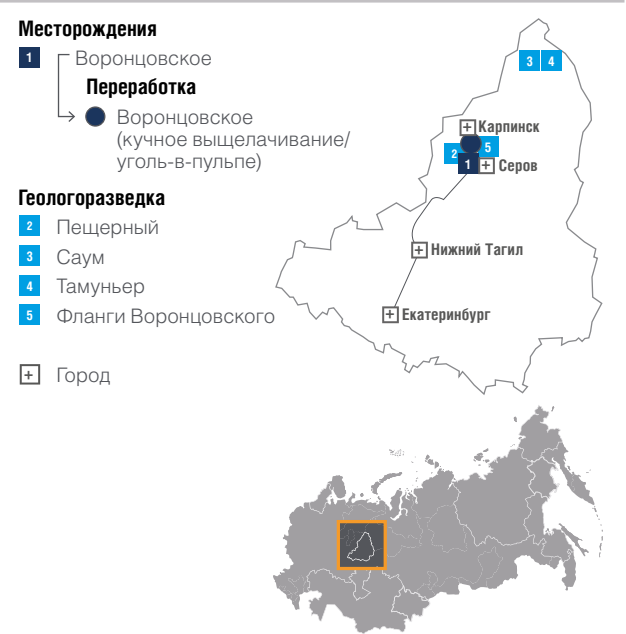 Месторождения
1 Воронцовское
Переработка
Воронцовское
(кучное выщелачивание/
уголь-в-пульпе)
Геологоразведка
2 Пещерный
3 Саум
4 Тамуньер
5 Фланги Воронцовского
Город
3 4
Карпинск
2 5
1 Серов
Нижний Тагил
Екатеринбург